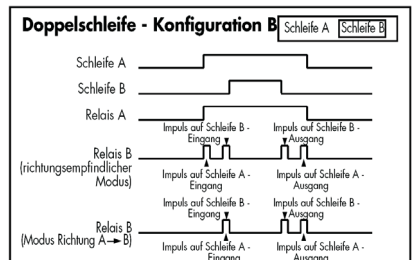 Doppelschleife - Konfiguration B
Schleife A Schleife B
Schleife A
Schleife B
Relais A
Impuls auf Schleife B - Eingang
Impuls auf Schleife B - Ausgang
Relais B
(richtungsempfindlicher
Modus)
Impuls auf Schleife A -
Eingang
Impuls auf Schleife A -
Ausgang
Impuls auf Schleife B -
Eingang
Impuls auf Schleife B -
Ausgang
Relais B
(Modus Richtung A→B)
Impuls auf Schleife A -
Eingang
Impuls auf Schleife A -
Ausgang